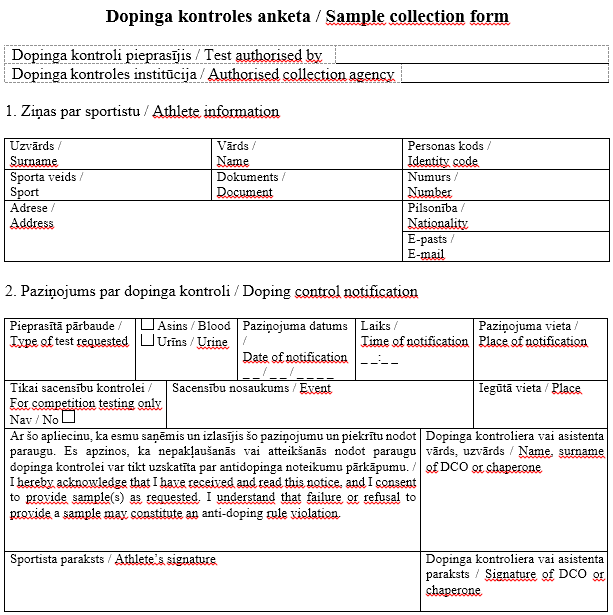 Dopinga kontroles anketa / Sample collection form
Dopinga kontroli pieprasījis / Test authorised by
Dopinga kontroles institūcija / Authorised collection agency
1. Ziņas par sportistu / Athlete information
Uzvārds /
Surname
Vārds /
Name
Personas kods /
Identity code
Sporta veids /
Sport
Dokuments /
Document
Numurs /
Number
Adrese /
Address
Pilsonība /
Nationality
E-pasts /
E-mail
2. Paziņojums par dopinga kontroli / Doping control notification
Pieprasītā pārbaude /
Type of test requested
Asins / Blood
Urīns / Urine
Paziņojuma datums
/
Date of notification
_ _ / _ _ / _ _ _ _
Laiks /
Time of notification
_ _:_ _
Paziņojuma vieta /
Place of notification
Tikai sacensību kontrolei /
For competition testing only
Nav / No
Sacensību nosaukums / Event
Iegūtā vieta / Place
Ar šo apliecinu, ka esmu saņēmis un izlasījis šo paziņojumu un piekrītu nodot
paraugu. Es apzinos, ka nepakļaušanās vai atteikšanās nodot paraugu
dopinga kontrolei var tikt uzskatīta par antidopinga noteikumu pārkāpumu. /
I hereby acknowledge that I have received and read this notice, and I consent
to provide sample(s) as requested. I understand that failure or refusal to
provide a sample may constitute an anti-doping rule violation.
Dopinga kontroliera vai asistenta
vārds, uzvārds / Name, surname
of DCO or chaperone
Sportista paraksts / Athlete’s signature
Dopinga kontroliera vai asistenta
paraksts / Signature of DCO or
chaperone